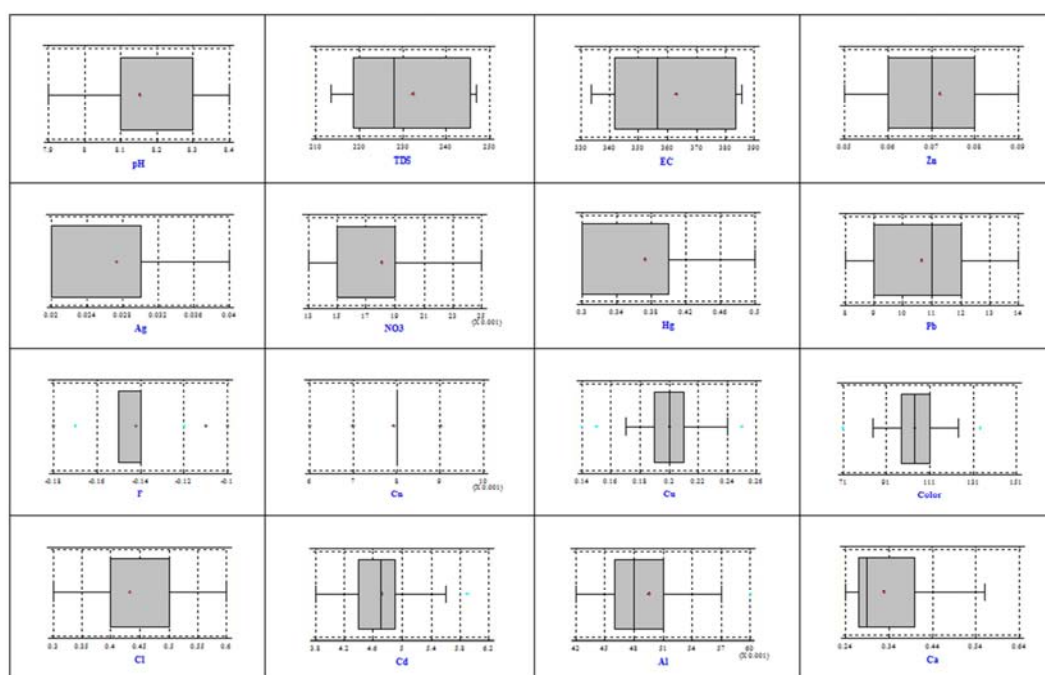 7.9 8 8.1 8.2 8.3 8.4
pH
210 220 230 240 250
TDS
330 340 350 360 370 380 390
EC
0.05 0.06 0.07 0.08 0.09
Zn
0.02 0.024 0.028 0.032 0.036 0.04
Ag
13 15 17 19 21 23 25
(X 0.001)
NO3
0.3 0.34 0.38 0.42 0.46 0.5
Hg
8 9 10 11 12 13 14
Pb
-0.18 -0.16 -0.14 -0.12 -0.1
F
6 7 8 9 10
(X 0.001)
Cn
0.14 0.16 0.18 0.2 0.22 0.24 0.26
Cu
71 91 111 131 151
Color
0.3 0.35 0.4 0.45 0.5 0.55 0.6
Cl
3.8 4.2 4.6 5 5.4 5.8 6.2
Cd
42 45 48 51 54 57 60
(X 0.001)
Al
0.24 0.34 0.44 0.54 0.64
Ca